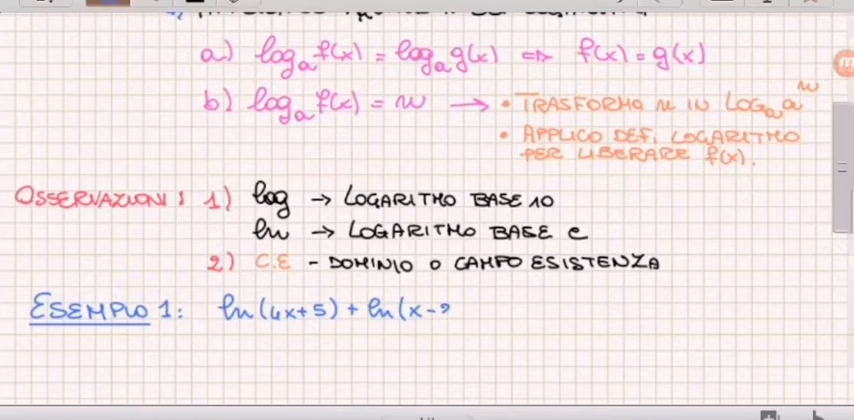 a) logₐ f(x) = logₐ g(x) ⇔ f(x) = g(x)
b) logₐ f(x) = n → • TRASFORMO n IN LOGₐ aⁿ
• APPLICO DEF. LOGARITMO
PER LIBERARE f(x).
OSSERVAZIONI: 1) log → LOGARITMO BASE 10
ln → LOGARITMO BASE e
2) C.E - DOMINIO O CAMPO ESISTENZA
ESEMPIO 1: ln(4x+5) + ln(x-